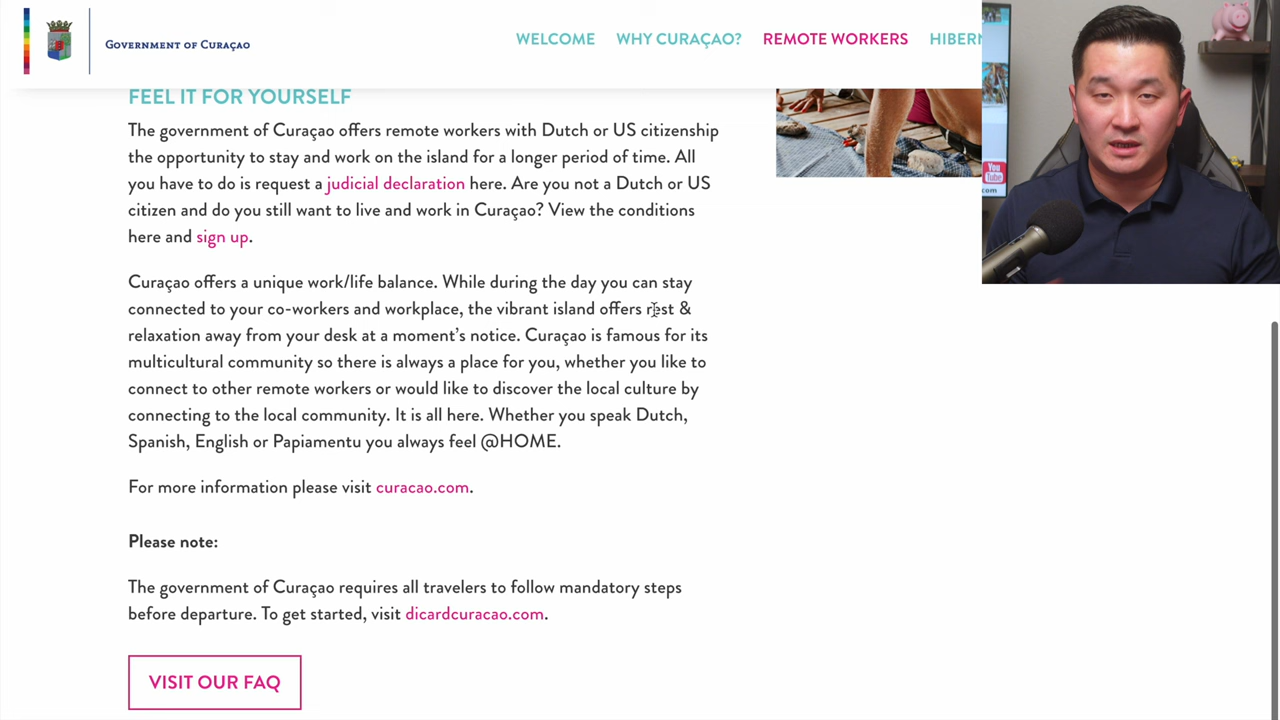 GOVERNMENT OF CURAÇAO
WELCOME
WHY CURAÇAO?
REMOTE WORKERS
HIBERN
FEEL IT FOR YOURSELF
The government of Curaçao offers remote workers with Dutch or US citizenship
the opportunity to stay and work on the island for a longer period of time. All
you have to do is request a judicial declaration here. Are you not a Dutch or US
citizen and do you still want to live and work in Curaçao? View the conditions
here and sign up.
Curaçao offers a unique work/life balance. While during the day you can stay
connected to your co-workers and workplace, the vibrant island offers rest &
relaxation away from your desk at a moment's notice. Curaçao is famous for its
multicultural community so there is always a place for you, whether you like to
connect to other remote workers or would like to discover the local culture by
connecting to the local community. It is all here. Whether you speak Dutch,
Spanish, English or Papiamentu you always feel @HOME.
For more information please visit curacao.com.
Please note:
The government of Curaçao requires all travelers to follow mandatory steps
before departure. To get started, visit dicardcuracao.com.
VISIT OUR FAQ
You
Tube
com